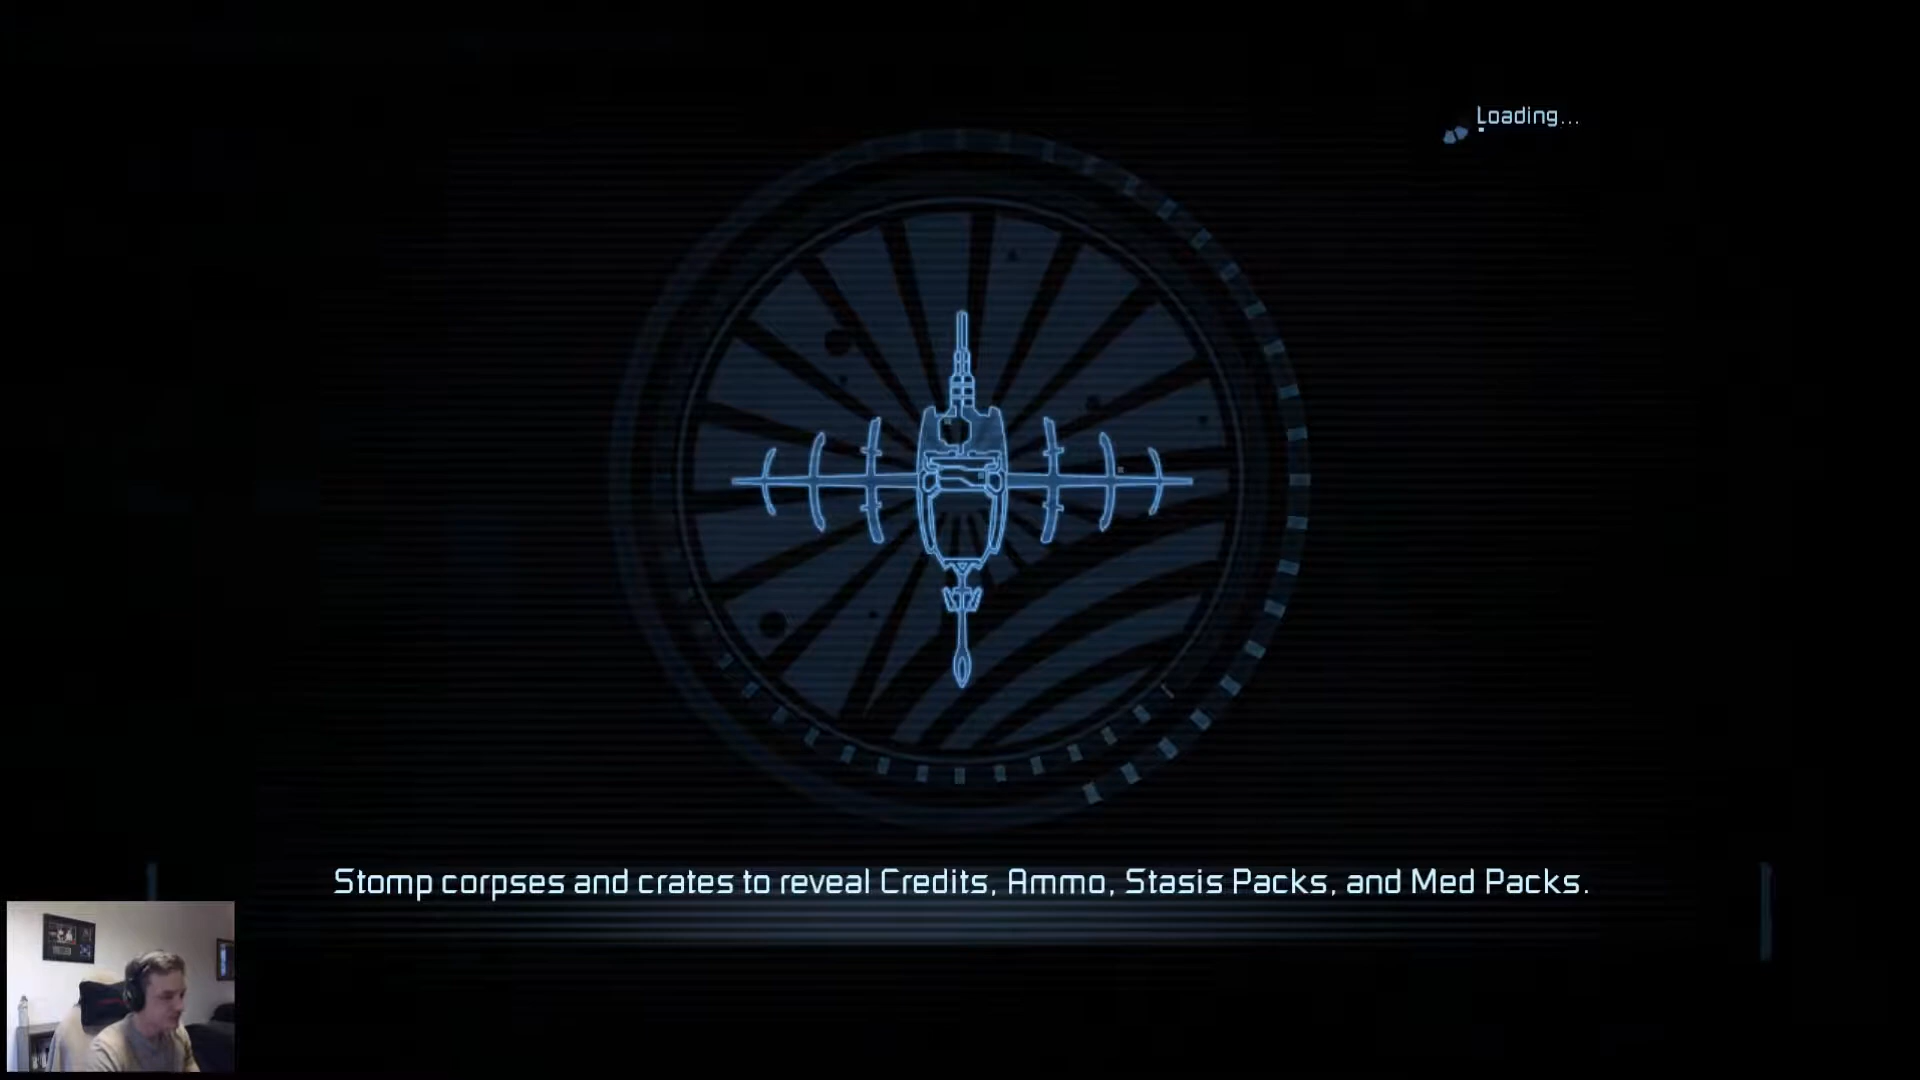 Loading...
Stomp corpses and crates to reveal Credits, Ammo, Stasis Packs, and Med Packs.